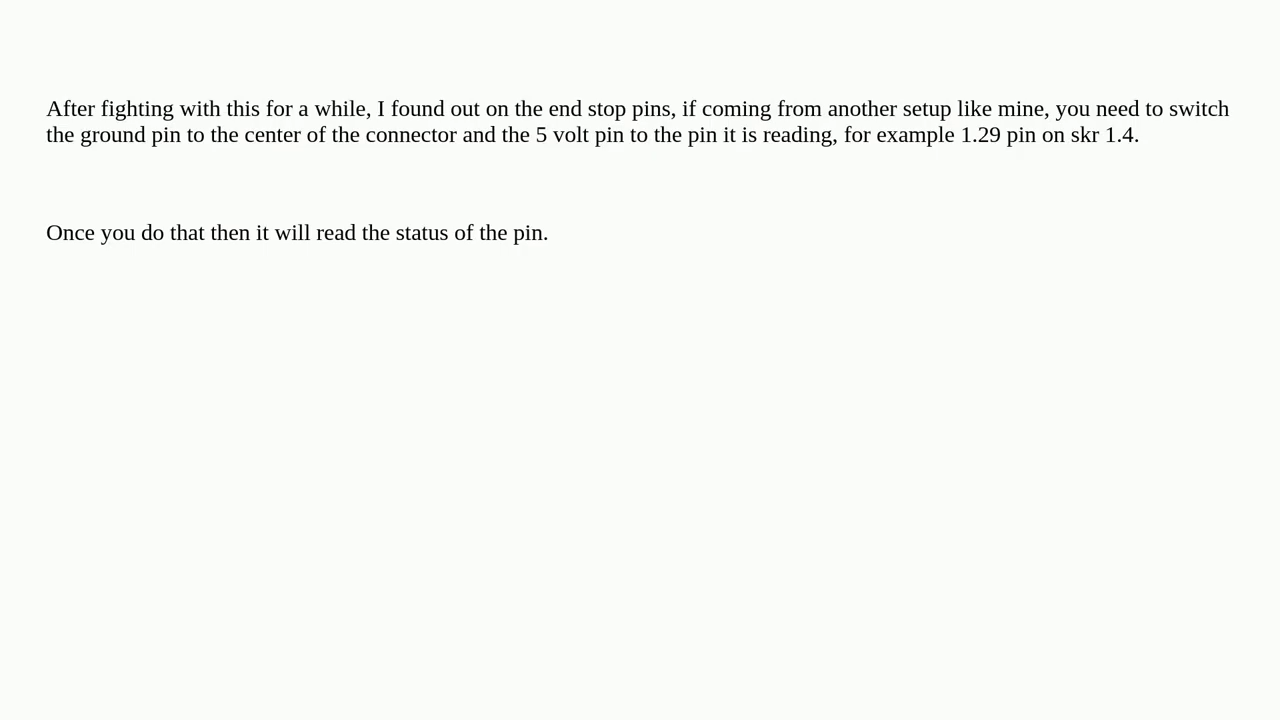 After fighting with this for a while, I found out on the end stop pins, if coming from another setup like mine, you need to switch
the ground pin to the center of the connector and the 5 volt pin to the pin it is reading, for example 1.29 pin on skr 1.4.
Once you do that then it will read the status of the pin.